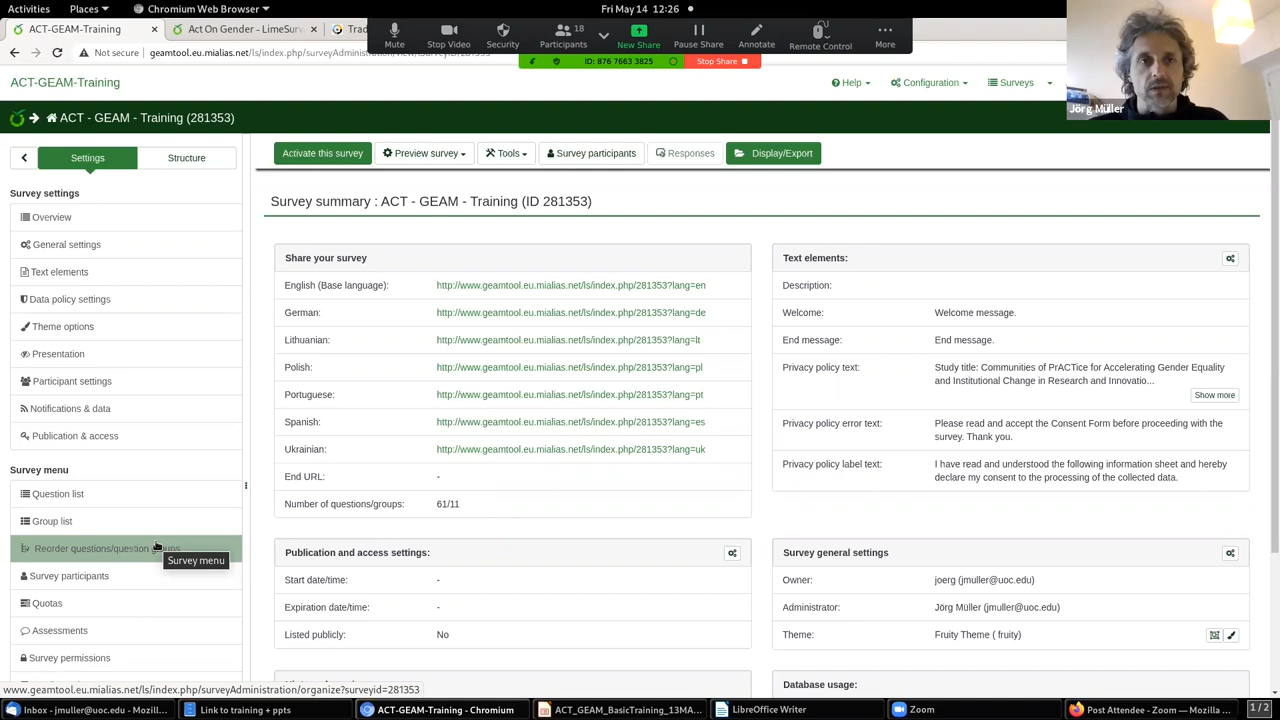 Activities Places Chromium Web Browser Fri May 14 12:26
ACT-GEAM-Training × Act On Gender - LimeSurv × Trad
Not secure geamtool.eu.mialias.net/ls/index.php/surveyAdministration/view/surveyid/281353
Mute Stop Video Security Participants 18 New Share Pause Share Annotate Remote Control More
ID: 876 7663 3825 Stop Share
Jörg Müller
ACT-GEAM-Training Help Configuration Surveys
ACT - GEAM - Training (281353)
Settings Structure
Activate this survey Preview survey Tools Survey participants Responses Display/Export
Survey settings
Overview
General settings
Text elements
Data policy settings
Theme options
Presentation
Participant settings
Notifications & data
Publication & access
Survey menu
Question list
Group list
Reorder questions/question groups
Survey menu
Survey participants
Quotas
Assessments
Survey permissions
Survey summary : ACT - GEAM - Training (ID 281353)
Share your survey
English (Base language): http://www.geamtool.eu.mialias.net/ls/index.php/281353?lang=en
German: http://www.geamtool.eu.mialias.net/ls/index.php/281353?lang=de
Lithuanian: http://www.geamtool.eu.mialias.net/ls/index.php/281353?lang=lt
Polish: http://www.geamtool.eu.mialias.net/ls/index.php/281353?lang=pl
Portuguese: http://www.geamtool.eu.mialias.net/ls/index.php/281353?lang=pt
Spanish: http://www.geamtool.eu.mialias.net/ls/index.php/281353?lang=es
Ukrainian: http://www.geamtool.eu.mialias.net/ls/index.php/281353?lang=uk
End URL: -
Number of questions/groups: 61/11
Text elements:
Description:
Welcome: Welcome message.
End message: End message.
Privacy policy text: Study title: Communities of PrACTice for Accelerating Gender Equality
and Institutional Change in Research and Innovatio...
Show more
Privacy policy error text: Please read and accept the Consent Form before proceeding with the
survey. Thank you.
Privacy policy label text: I have read and understood the following information sheet and hereby
declare my consent to the processing of the collected data.
Publication and access settings:
Start date/time: -
Expiration date/time: -
Listed publicly: No
Survey general settings
Owner: joerg (jmuller@uoc.edu)
Administrator: Jörg Müller (jmuller@uoc.edu)
Theme: Fruity Theme ( fruity)
Database usage:
www.geamtool.eu.mialias.net/ls/index.php/surveyAdministration/organize?surveyid=281353
Inbox - jmuller@uoc.edu - Mozill... Link to training + ppts ACT-GEAM-Training - Chromium ACT_GEAM_BasicTraining_13MA... LibreOffice Writer Zoom Post Attendee - Zoom — Mozilla ... 1 / 2